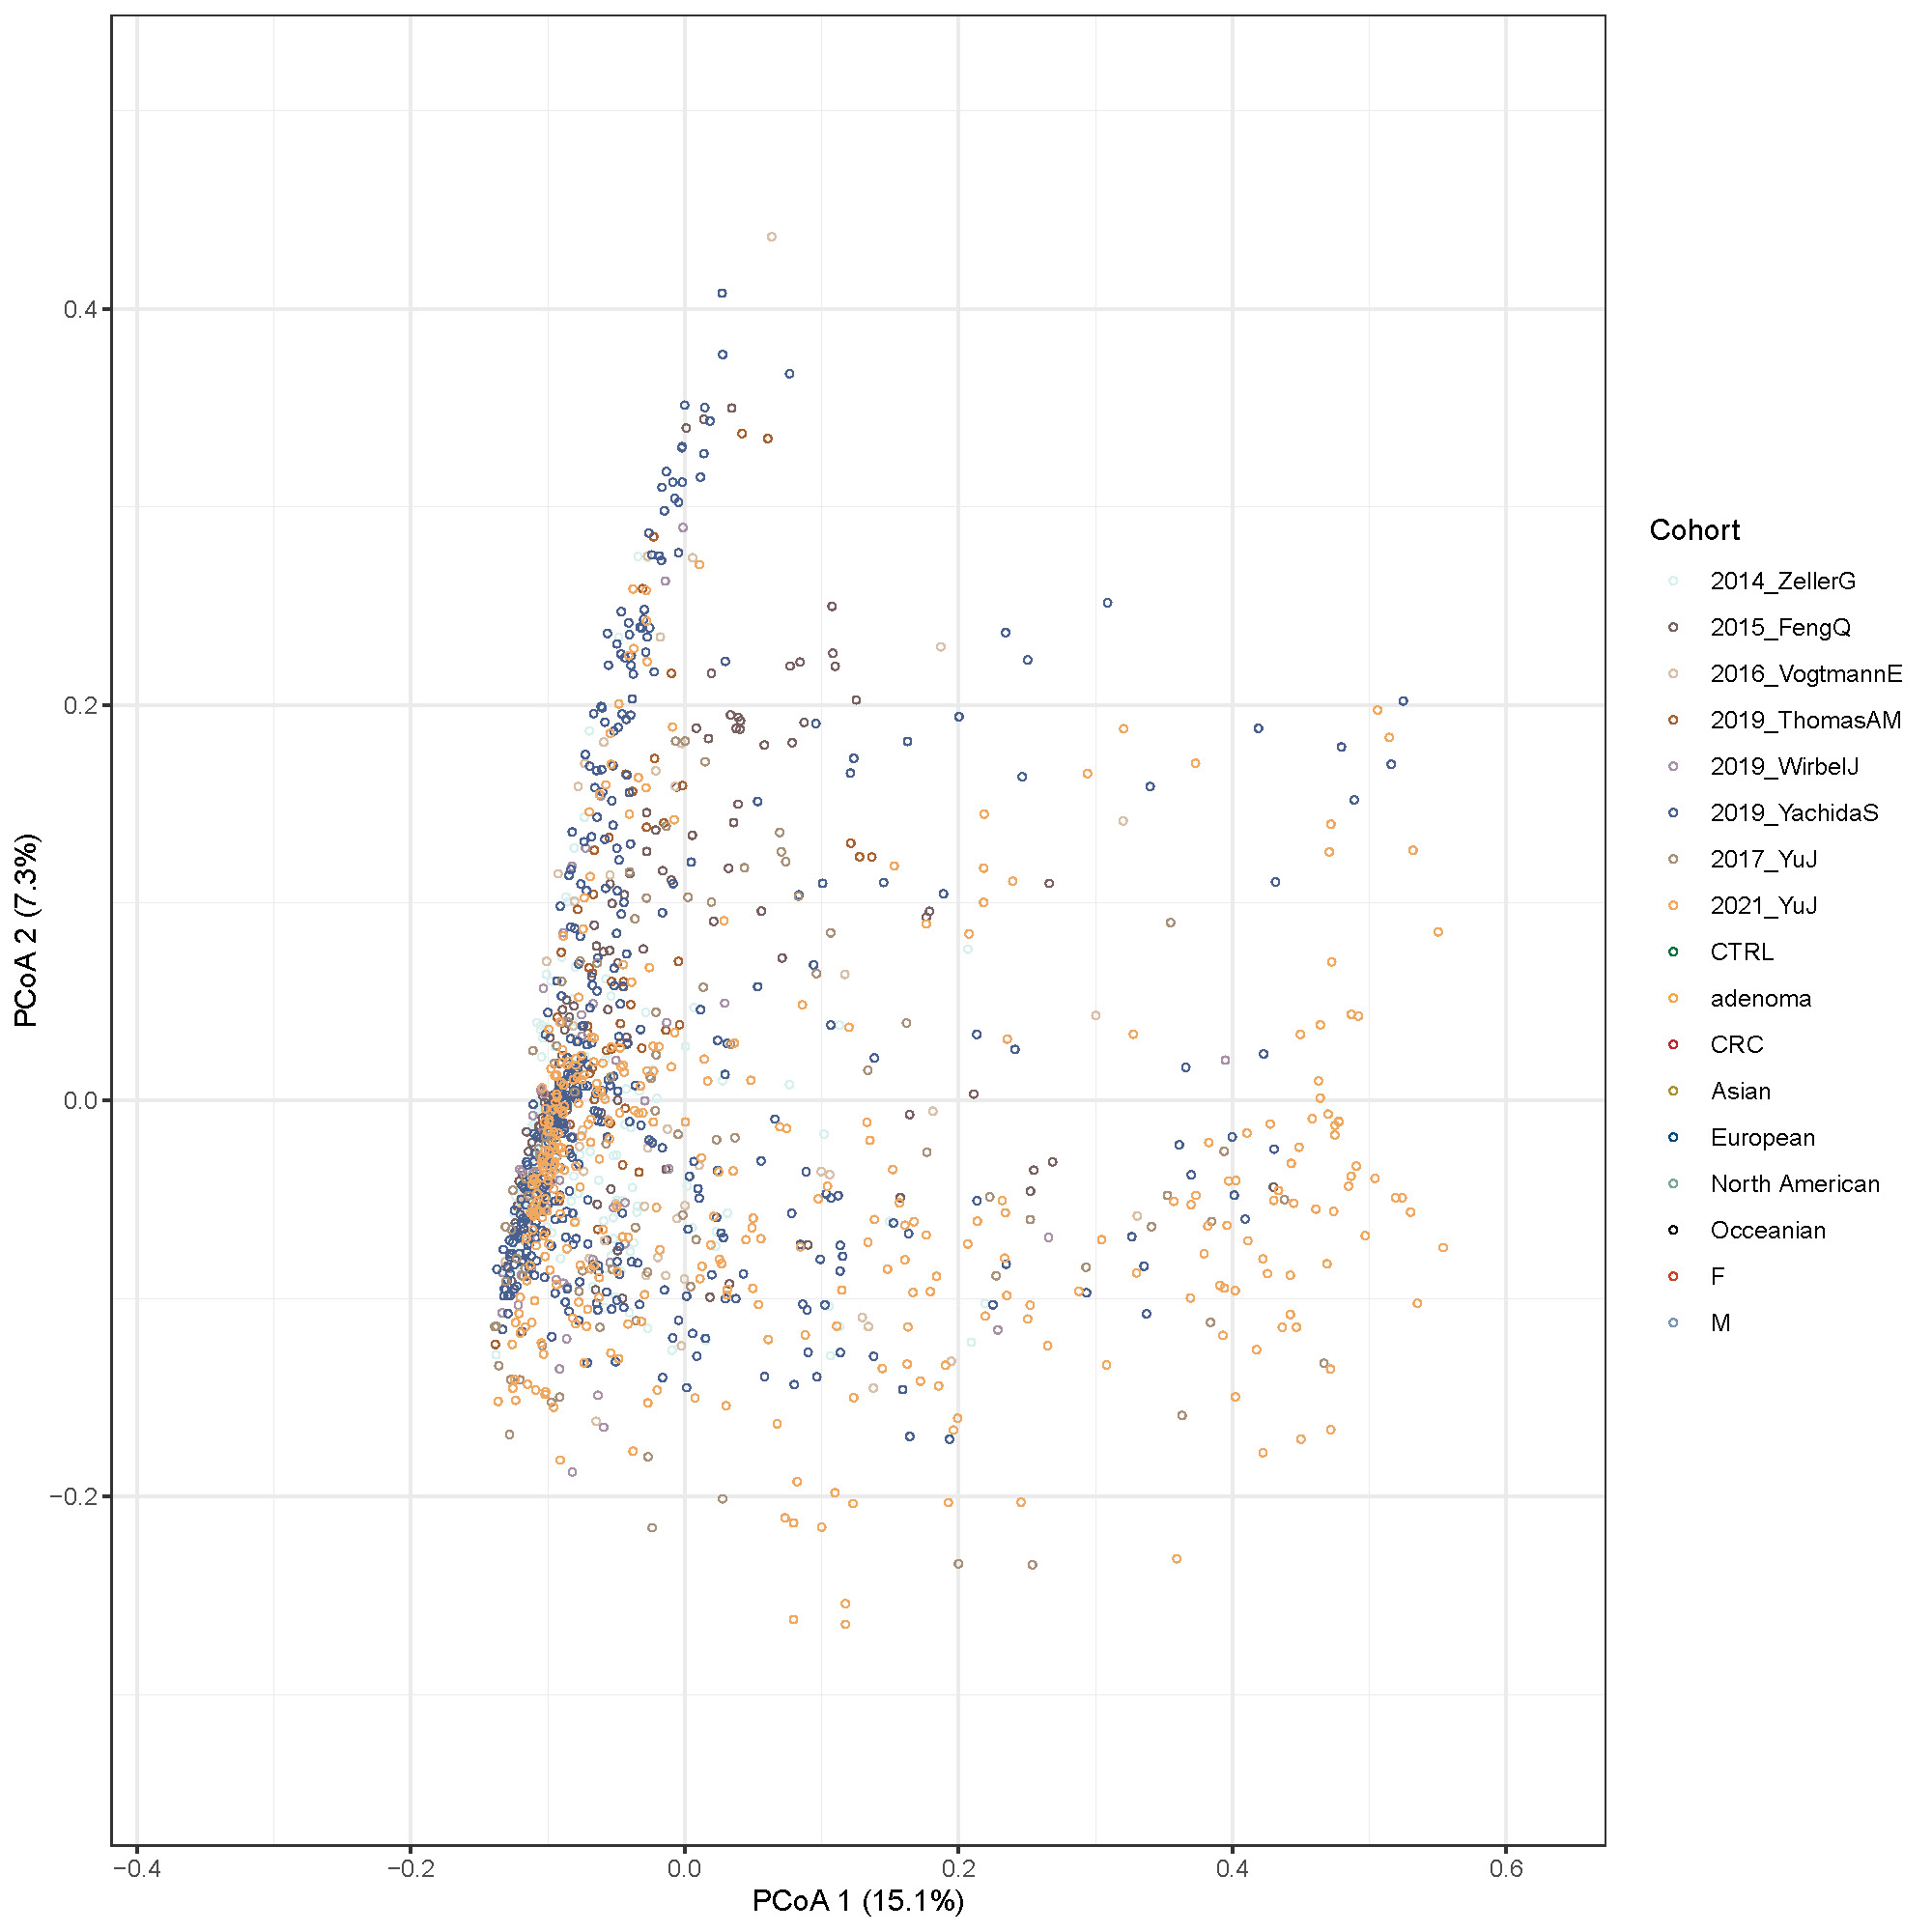 PCoA 2 (7.3%)
0.4
0.2
0.0
−0.2
−0.4
−0.2
0.0
0.2
0.4
0.6
PCoA 1 (15.1%)
Cohort
2014_ZellerG
2015_FengQ
2016_VogtmannE
2019_ThomasAM
2019_WirbelJ
2019_YachidaS
2017_YuJ
2021_YuJ
CTRL
adenoma
CRC
Asian
European
North American
Occeanian
F
M